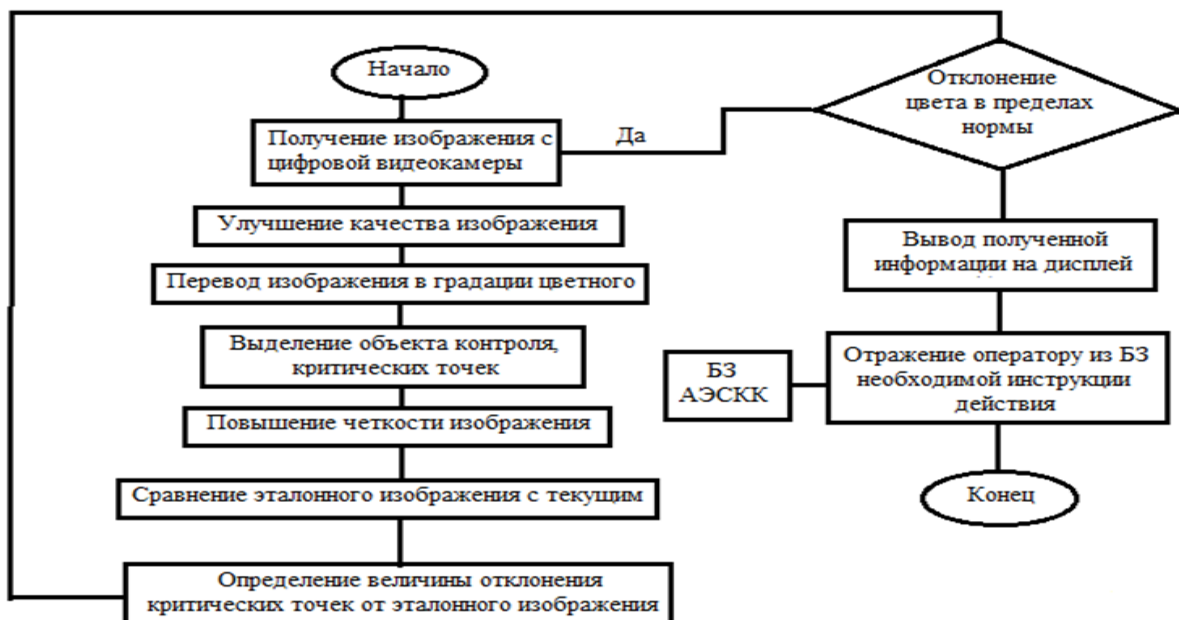 Начало
Получение изображения с
цифровой видеокамеры
Улучшение качества изображения
Перевод изображения в градации цветного
Выделение объекта контроля,
критических точек
Повышение четкости изображения
Сравнение эталонного изображения с текущим
Определение величины отклонения
критических точек от эталонного изображения
Да
Отклонение
цвета в пределах
нормы
Вывод полученной
информации на дисплей
Отражение оператору из БЗ
необходимой инструкции
действия
БЗ
АЭСКК
Конец